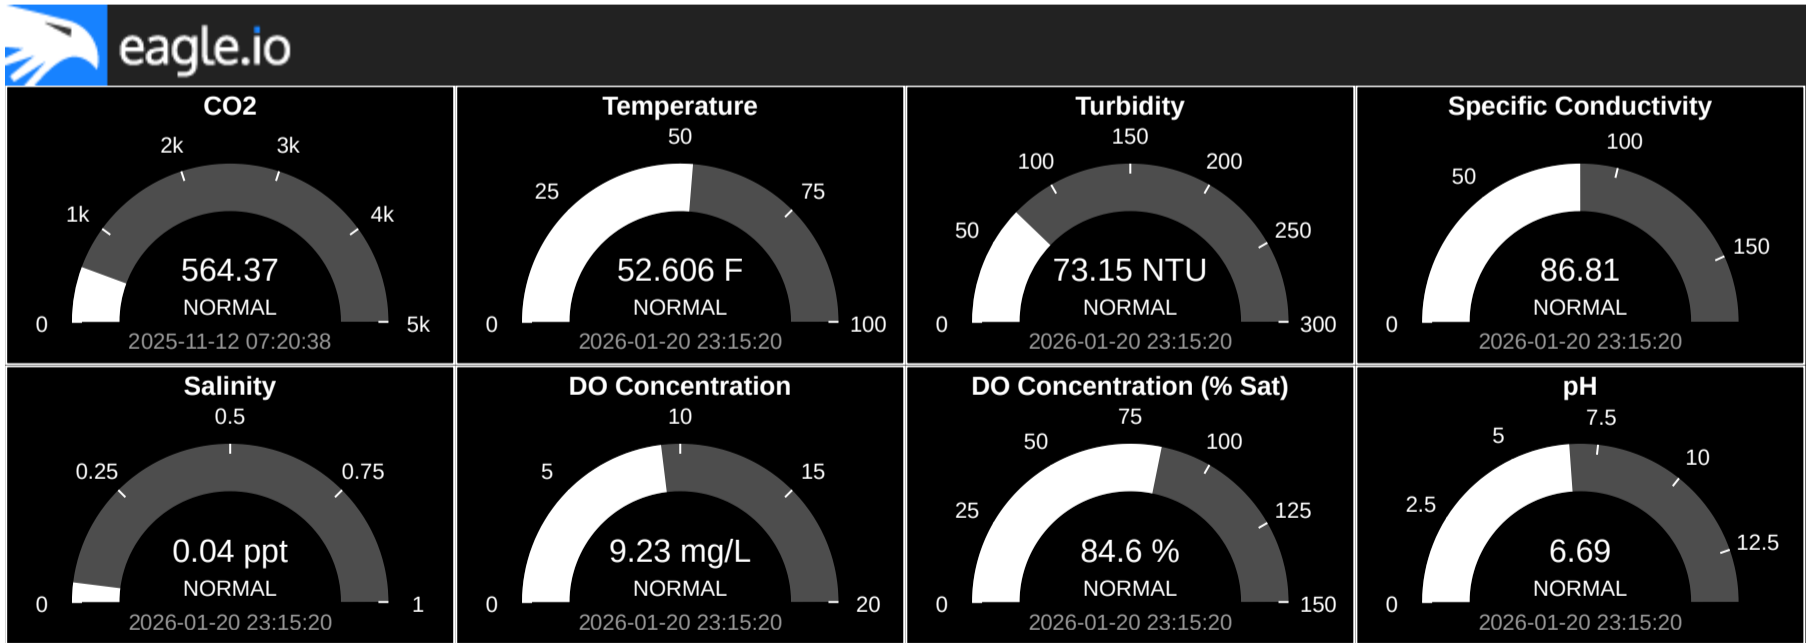 eagle.io
CO2
0
1k
2k
3k
4k
5k
564.37
NORMAL
2025-11-12 07:20:38
Temperature
0
25
50
75
100
52.606 F
NORMAL
2026-01-20 23:15:20
Turbidity
0
50
100
150
200
250
300
73.15 NTU
NORMAL
2026-01-20 23:15:20
Specific Conductivity
0
50
100
150
86.81
NORMAL
2026-01-20 23:15:20
Salinity
0
0.25
0.5
0.75
1
0.04 ppt
NORMAL
2026-01-20 23:15:20
DO Concentration
0
5
10
15
20
9.23 mg/L
NORMAL
2026-01-20 23:15:20
DO Concentration (% Sat)
0
25
50
75
100
125
150
84.6 %
NORMAL
2026-01-20 23:15:20
pH
0
2.5
5
7.5
10
12.5
6.69
NORMAL
2026-01-20 23:15:20